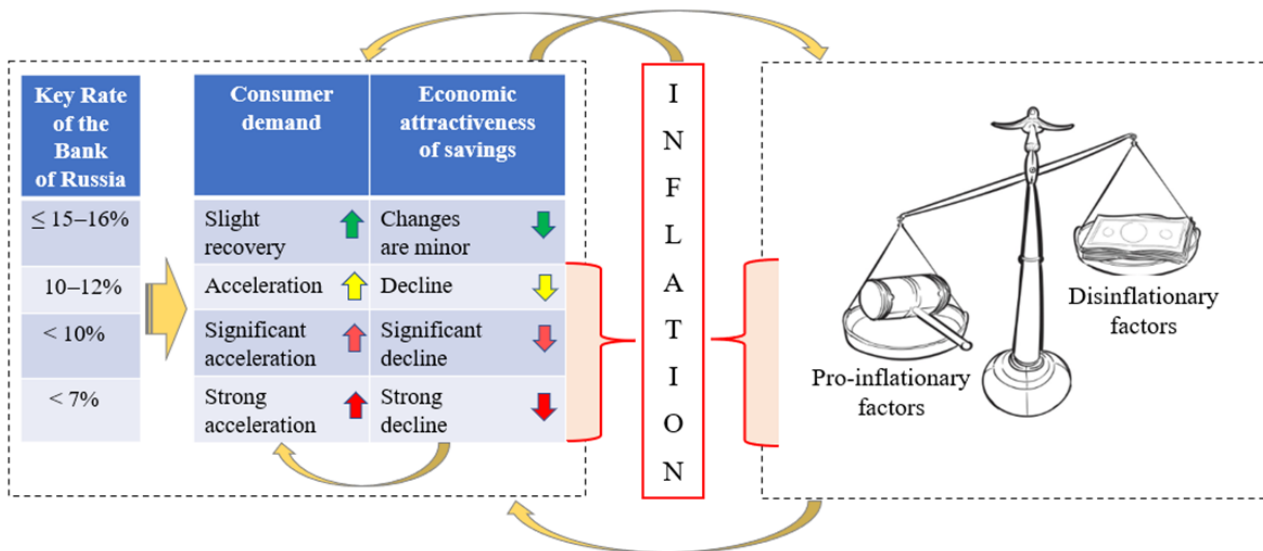 Key Rate
of the
Bank
of Russia
Consumer
demand
Economic
attractiveness
of savings
≤ 15–16%
Slight
recovery
Changes
are minor
10–12%
Acceleration
Decline
< 10%
Significant
acceleration
Significant
decline
< 7%
Strong
acceleration
Strong
decline
I
N
F
L
A
T
I
O
N
Disinflationary
factors
Pro-inflationary
factors